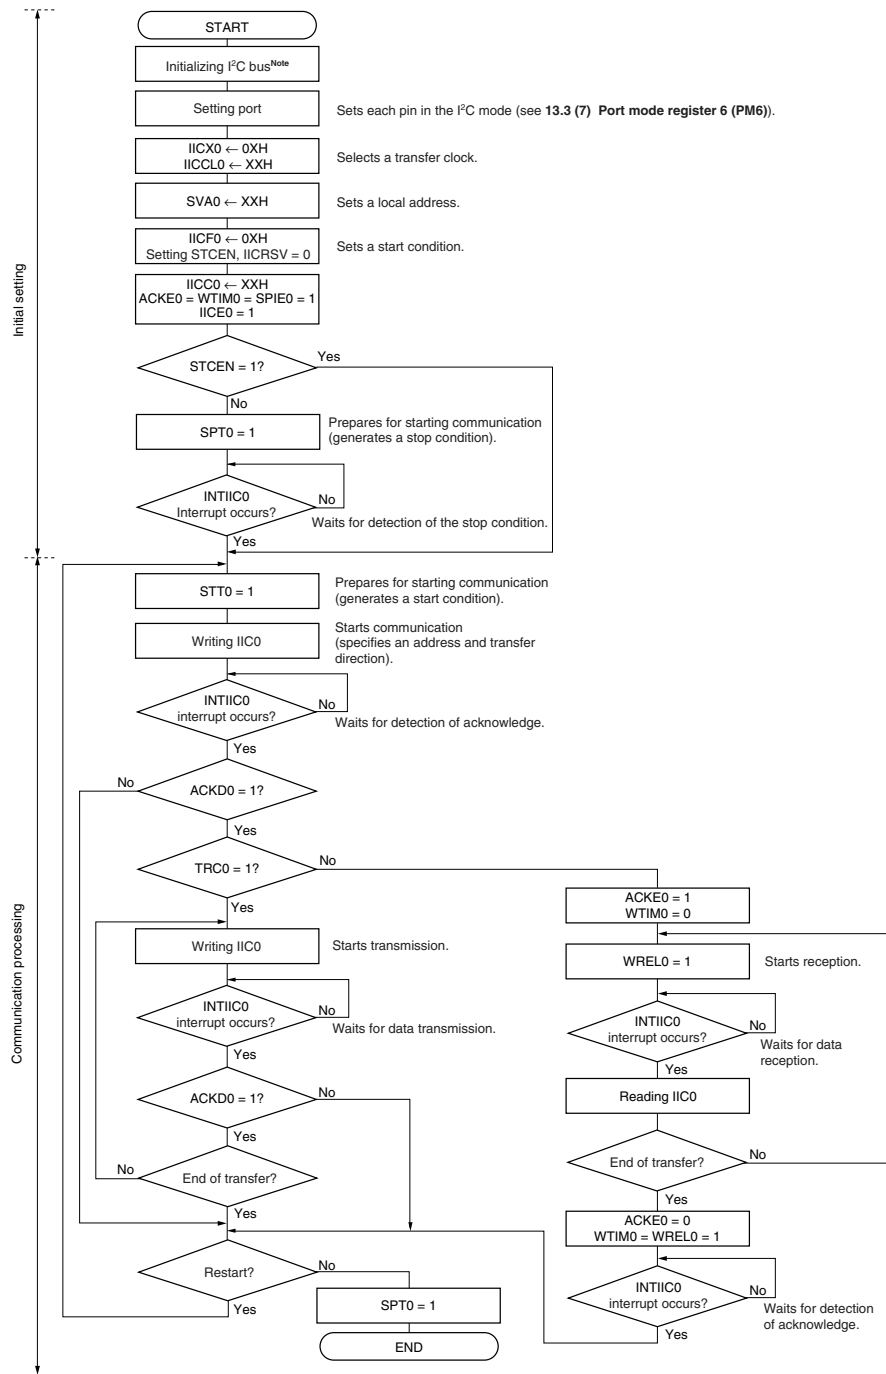 START
Initializing I²C bus^Note
Setting port
Sets each pin in the I²C mode (see 13.3 (7) Port mode register 6 (PM6)).
IICX0 ← 0XH
IICCL0 ← XXH
Selects a transfer clock.
SVA0 ← XXH
Sets a local address.
IICF0 ← 0XH
Setting STCEN, IICRSV = 0
Sets a start condition.
Initial setting
IICC0 ← XXH
ACKE0 = WTIM0 = SPIE0 = 1
IICE0 = 1
STCEN = 1?
Yes
No
SPT0 = 1
Prepares for starting communication
(generates a stop condition).
INTIIC0
Interrupt occurs?
No
Waits for detection of the stop condition.
Yes
STT0 = 1
Prepares for starting communication
(generates a start condition).
Writing IIC0
Starts communication
(specifies an address and transfer
direction).
INTIIC0
interrupt occurs?
No
Waits for detection of acknowledge.
Yes
No
ACKD0 = 1?
Yes
TRC0 = 1?
No
Yes
Communication processing
Writing IIC0
Starts transmission.
INTIIC0
interrupt occurs?
No
Waits for data transmission.
Yes
ACKD0 = 1?
No
Yes
No
End of transfer?
Yes
ACKE0 = 1
WTIM0 = 0
WREL0 = 1
Starts reception.
INTIIC0
interrupt occurs?
No
Waits for data
reception.
Yes
Reading IIC0
End of transfer?
No
Yes
ACKE0 = 0
WTIM0 = WREL0 = 1
INTIIC0
interrupt occurs?
No
Waits for detection
of acknowledge.
Yes
Restart?
No
Yes
SPT0 = 1
END